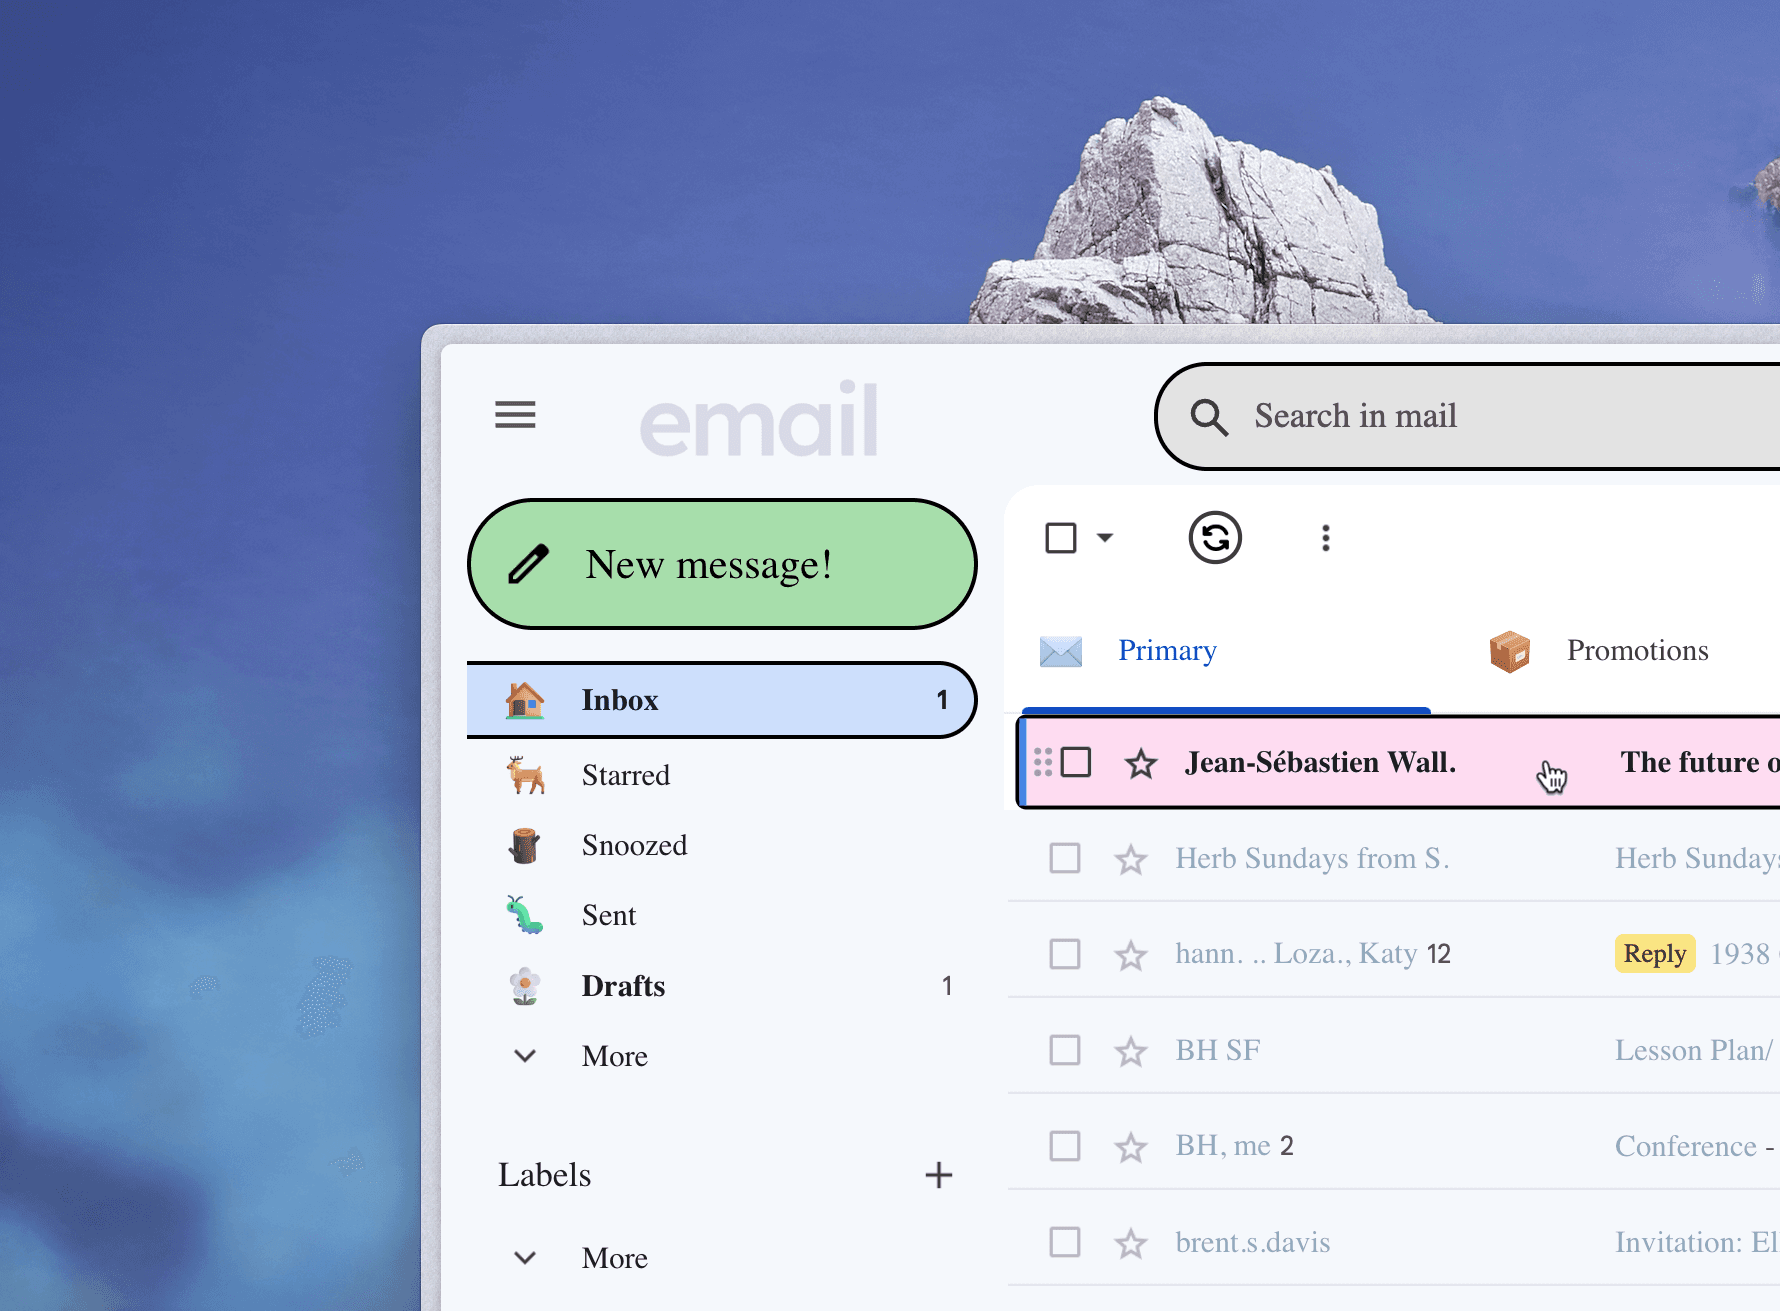 email
Search in mail
New message!
Primary
Promotions
Inbox 1
Jean-Sébastien Wall. The future
Starred
Snoozed
Herb Sundays from S. Herb Sundays
Sent
hann. .. Loza., Katy 12 Reply 1938
Drafts 1
More
BH SF Lesson Plan/
BH, me 2 Conference -
Labels
brent.s.davis Invitation:
More